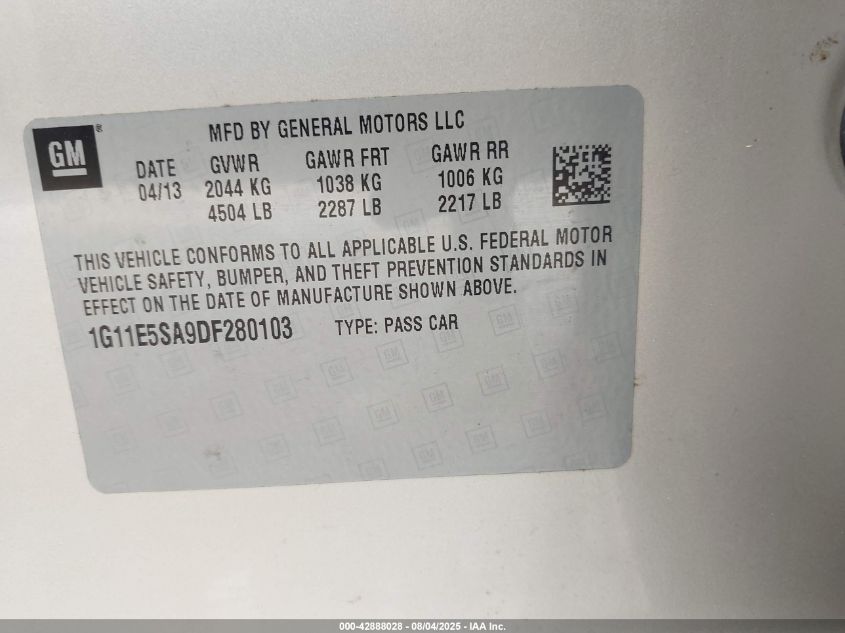 GM®
MFD BY GENERAL MOTORS LLC
DATE GVWR GAWR FRT GAWR RR
04/13 2044 KG 1038 KG 1006 KG
4504 LB 2287 LB 2217 LB
THIS VEHICLE CONFORMS TO ALL APPLICABLE U.S. FEDERAL MOTOR
VEHICLE SAFETY, BUMPER, AND THEFT PREVENTION STANDARDS IN
EFFECT ON THE DATE OF MANUFACTURE SHOWN ABOVE.
1G11E5SA9DF280103 TYPE: PASS CAR
000-42888028 - 08/04/2025 - IAA Inc.